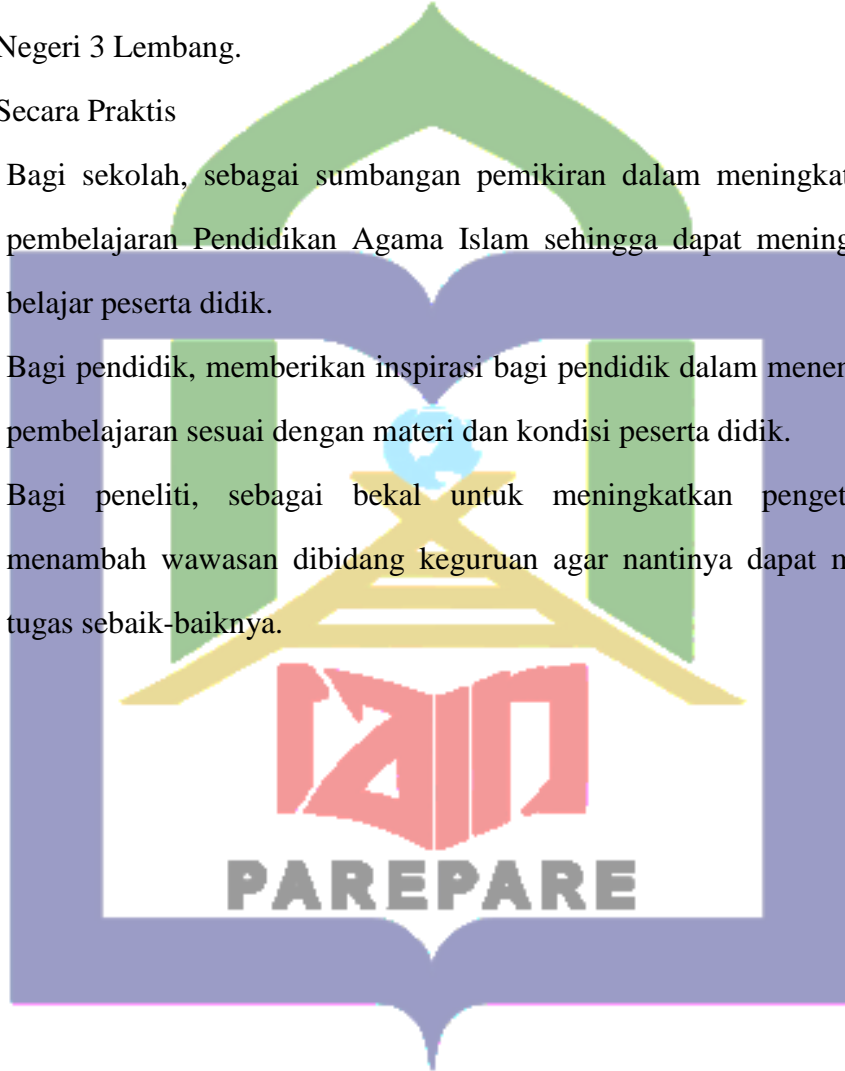 Negeri 3 Lembang.
Secara Praktis
Bagi sekolah, sebagai sumbangan pemikiran dalam meningkat
pembelajaran Pendidikan Agama Islam sehingga dapat mening
belajar peserta didik.
Bagi pendidik, memberikan inspirasi bagi pendidik dalam mener
pembelajaran sesuai dengan materi dan kondisi peserta didik.
Bagi peneliti, sebagai bekal untuk meningkatkan penget
menambah wawasan dibidang keguruan agar nantinya dapat m
tugas sebaik-baiknya.
PAREPARE